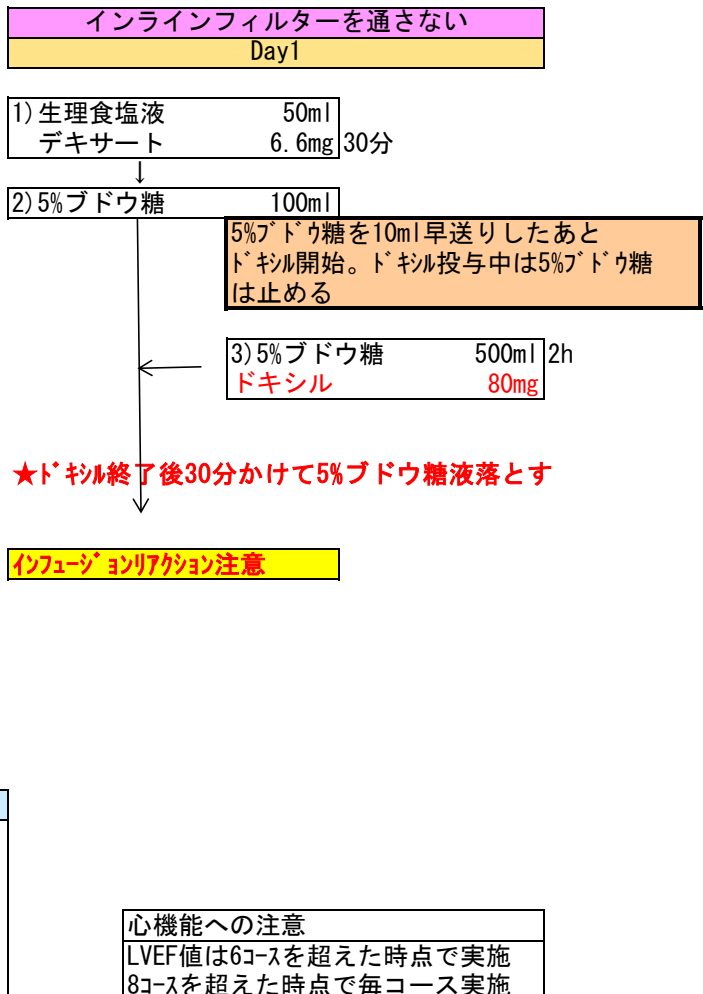 インラインフィルターを通さない
Day1
1)生理食塩液 50ml
デキサート 6.6mg 30分
↓
2)5%ブドウ糖 100ml
5%ﾌﾞﾄﾞｳ糖を10ml早送りしたあと
ﾄﾞｷｼﾙ開始。ﾄﾞｷｼﾙ投与中は5%ﾌﾞﾄﾞｳ糖
は止める
3)5%ブドウ糖 500ml 2h
ドキシル 80mg
★ﾄﾞｷｼﾙ終了後30分かけて5%ブドウ糖液落とす
ｲﾝﾌｭｰｼﾞｮﾝﾘｱｸｼｮﾝ注意
心機能への注意
LVEF値は6ｺｰｽを超えた時点で実施
8ｺｰｽを超えた時点で毎コース実施